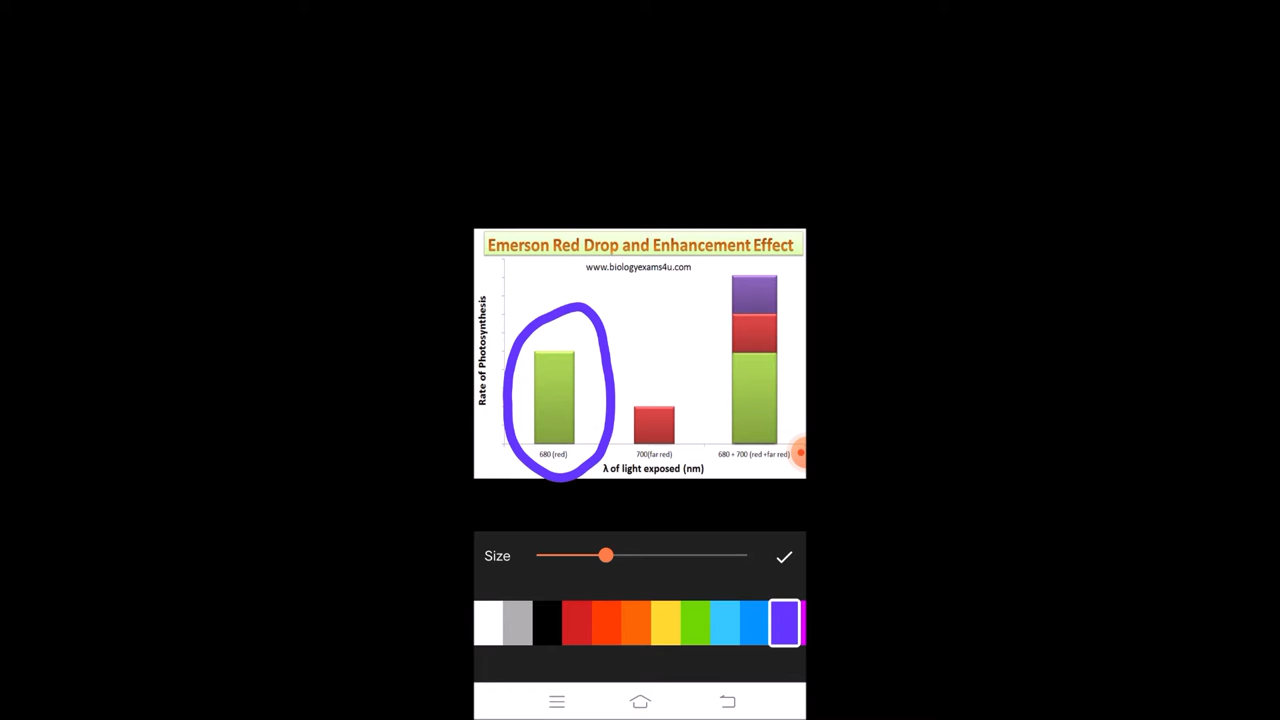 Emerson Red Drop and Enhancement Effect
www.biologyexams4u.com
Rate of Photosynthesis
680 (red)
700(far red)
680 + 700 (red +far red)
λ of light exposed (nm)
Size